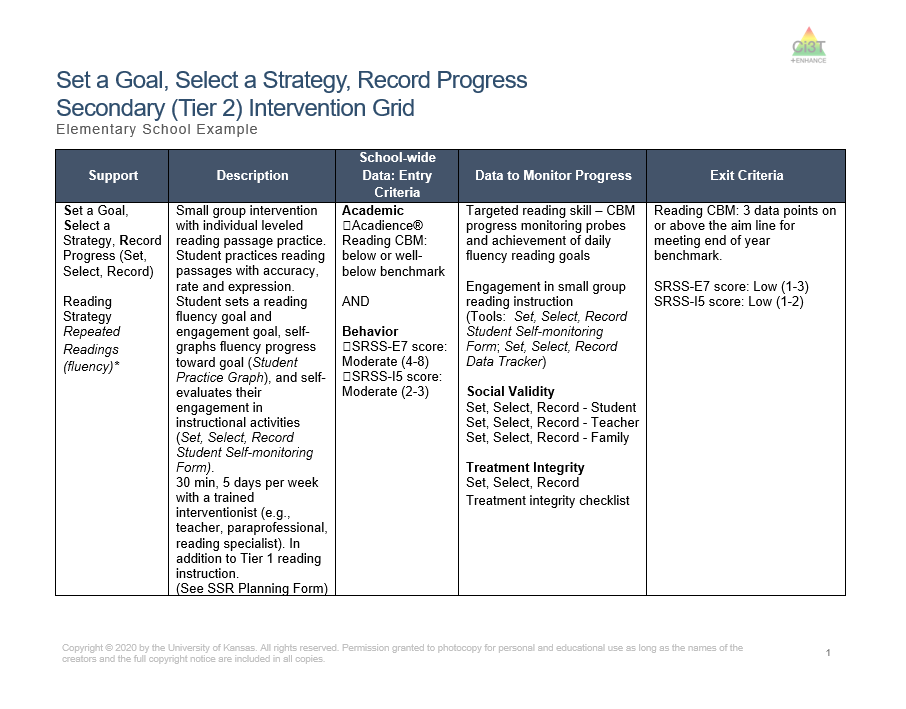 Ci3T
+ENHANCE
Set a Goal, Select a Strategy, Record Progress
Secondary (Tier 2) Intervention Grid
Elementary School Example
Support
Description
School-wide
Data: Entry
Criteria
Data to Monitor Progress
Exit Criteria
Set a Goal,
Select a
Strategy, Record
Progress (Set,
Select, Record)
Reading
Strategy
Repeated
Readings
(fluency)*
Small group intervention
with individual leveled
reading passage practice.
Student practices reading
passages with accuracy,
rate and expression.
Student sets a reading
fluency goal and
engagement goal, self-
graphs fluency progress
toward goal (Student
Practice Graph), and self-
evaluates their
engagement in
instructional activities
(Set, Select, Record
Student Self-monitoring
Form).
30 min, 5 days per week
with a trained
interventionist (e.g.,
teacher, paraprofessional,
reading specialist). In
addition to Tier 1 reading
instruction.
(See SSR Planning Form)
Academic
□Acadience®
Reading CBM:
below or well-
below benchmark
AND
Behavior
□SRSS-E7 score:
Moderate (4-8)
□SRSS-I5 score:
Moderate (2-3)
Targeted reading skill – CBM
progress monitoring probes
and achievement of daily
fluency reading goals
Engagement in small group
reading instruction
(Tools: Set, Select, Record
Student Self-monitoring
Form; Set, Select, Record
Data Tracker)
Social Validity
Set, Select, Record - Student
Set, Select, Record - Teacher
Set, Select, Record - Family
Treatment Integrity
Set, Select, Record
Treatment integrity checklist
Reading CBM: 3 data points on
or above the aim line for
meeting end of year
benchmark.
SRSS-E7 score: Low (1-3)
SRSS-I5 score: Low (1-2)
Copyright © 2020 by the University of Kansas. All rights reserved. Permission granted to photocopy for personal and educational use as long as the names of the
creators and the full copyright notice are included in all copies.
1